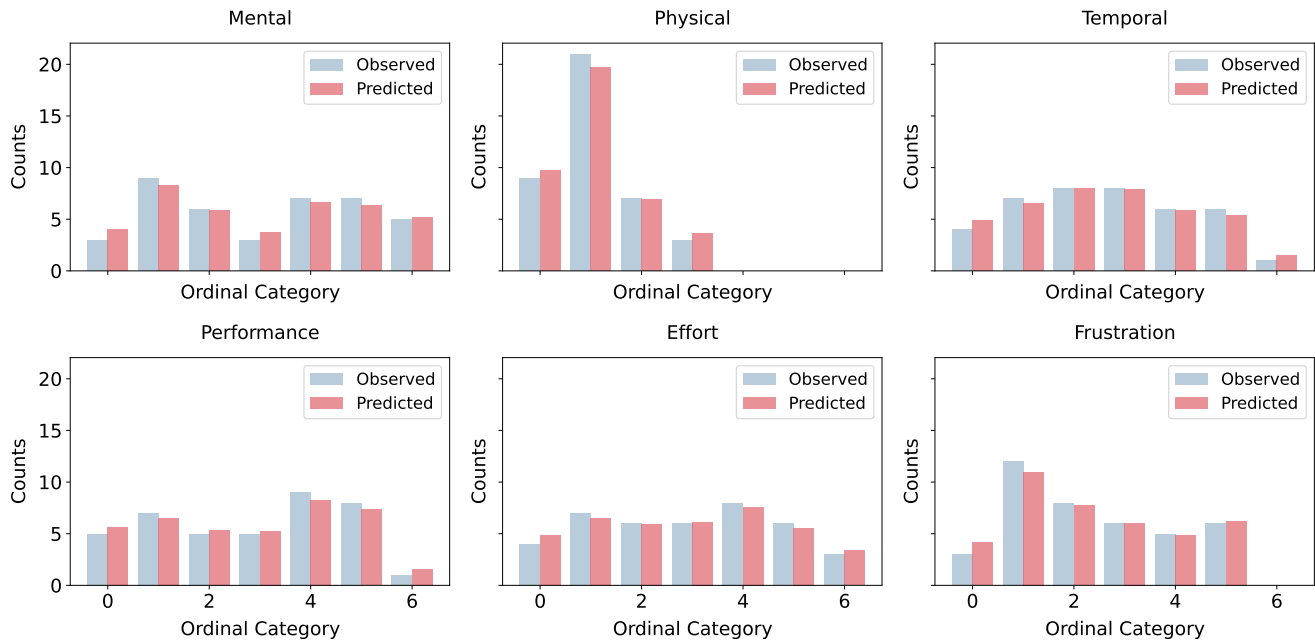 Mental
Physical
Temporal
20
15
10
5
0
Counts
Observed
Predicted
Ordinal Category
Counts
Observed
Predicted
Ordinal Category
Counts
Observed
Predicted
Ordinal Category
Performance
Effort
Frustration
20
15
10
5
0
Counts
Observed
Predicted
0 2 4 6
Ordinal Category
Counts
Observed
Predicted
0 2 4 6
Ordinal Category
Counts
Observed
Predicted
0 2 4 6
Ordinal Category